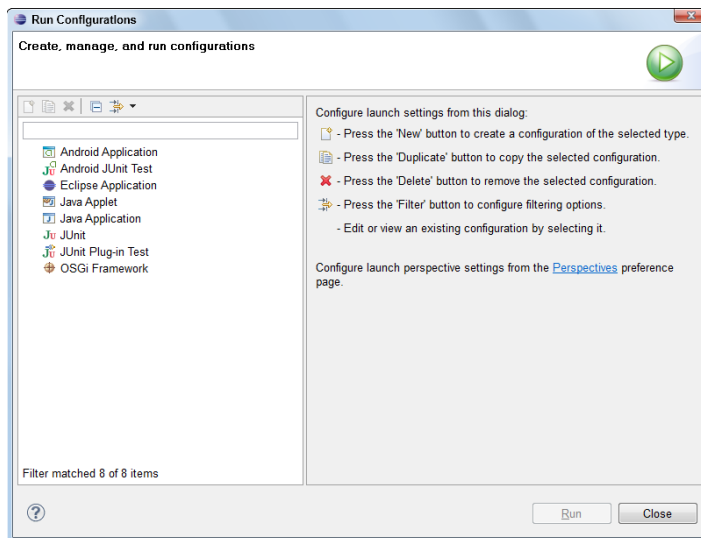 Run Configurations
Create, manage, and run configurations
Android Application
Android JUnit Test
Eclipse Application
Java Applet
Java Application
Ju JUnit
JUnit Plug-in Test
OSGi Framework
Filter matched 8 of 8 items
Configure launch settings from this dialog:
- Press the 'New' button to create a configuration of the selected type.
- Press the 'Duplicate' button to copy the selected configuration.
- Press the 'Delete' button to remove the selected configuration.
- Press the 'Filter' button to configure filtering options.
- Edit or view an existing configuration by selecting it.
Configure launch perspective settings from the Perspectives preference
page.
Run
Close